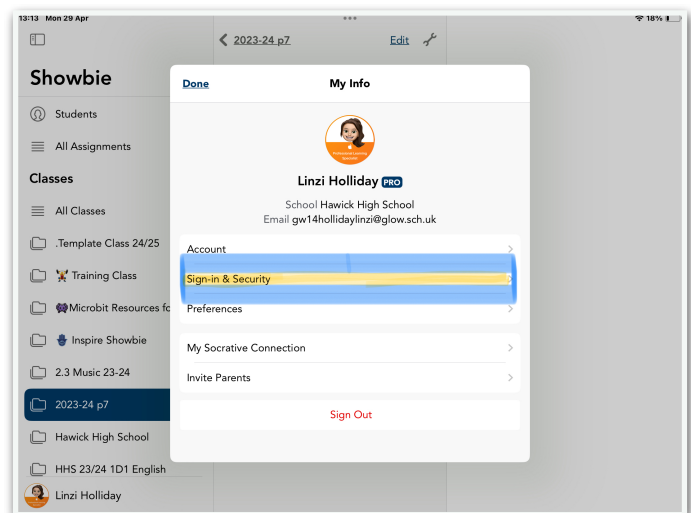 13:13 Mon 29 Apr
18%
2023-24 p7
Edit
Showbie
Students
All Assignments
Classes
All Classes
.Template Class 24/25
Training Class
Microbit Resources fo
Inspire Showbie
2.3 Music 23-24
2023-24 p7
Hawick High School
HHS 23/24 1D1 English
Linzi Holliday
Done
My Info
Professional Learning
Specialist
Linzi Holliday PRO
School Hawick High School
Email gw14hollidaylinzi@glow.sch.uk
Account
Sign-in & Security
Preferences
My Socrative Connection
Invite Parents
Sign Out